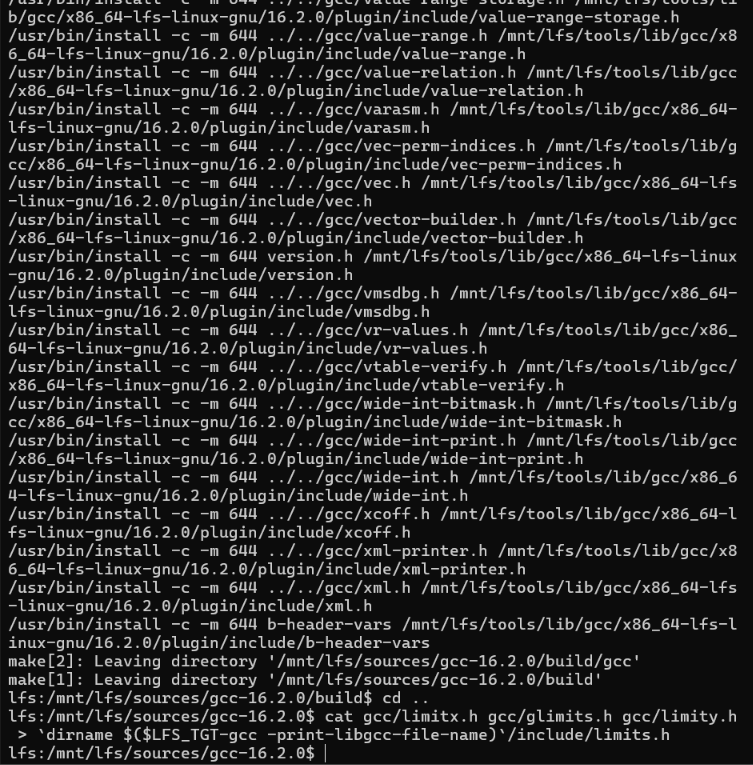 /usr/bin/install -c -m 644 ../../gcc/value-range-storage.h /mnt/lfs/tools/li
b/gcc/x86_64-lfs-linux-gnu/16.2.0/plugin/include/value-range-storage.h
/usr/bin/install -c -m 644 ../../gcc/value-range.h /mnt/lfs/tools/lib/gcc/x8
6_64-lfs-linux-gnu/16.2.0/plugin/include/value-range.h
/usr/bin/install -c -m 644 ../../gcc/value-relation.h /mnt/lfs/tools/lib/gcc
/x86_64-lfs-linux-gnu/16.2.0/plugin/include/value-relation.h
/usr/bin/install -c -m 644 ../../gcc/varasm.h /mnt/lfs/tools/lib/gcc/x86_64-
lfs-linux-gnu/16.2.0/plugin/include/varasm.h
/usr/bin/install -c -m 644 ../../gcc/vec-perm-indices.h /mnt/lfs/tools/lib/g
cc/x86_64-lfs-linux-gnu/16.2.0/plugin/include/vec-perm-indices.h
/usr/bin/install -c -m 644 ../../gcc/vec.h /mnt/lfs/tools/lib/gcc/x86_64-lfs
-linux-gnu/16.2.0/plugin/include/vec.h
/usr/bin/install -c -m 644 ../../gcc/vector-builder.h /mnt/lfs/tools/lib/gcc
/x86_64-lfs-linux-gnu/16.2.0/plugin/include/vector-builder.h
/usr/bin/install -c -m 644 version.h /mnt/lfs/tools/lib/gcc/x86_64-lfs-linux
-gnu/16.2.0/plugin/include/version.h
/usr/bin/install -c -m 644 ../../gcc/vmsdbg.h /mnt/lfs/tools/lib/gcc/x86_64-
lfs-linux-gnu/16.2.0/plugin/include/vmsdbg.h
/usr/bin/install -c -m 644 ../../gcc/vr-values.h /mnt/lfs/tools/lib/gcc/x86_
64-lfs-linux-gnu/16.2.0/plugin/include/vr-values.h
/usr/bin/install -c -m 644 ../../gcc/vtable-verify.h /mnt/lfs/tools/lib/gcc/
x86_64-lfs-linux-gnu/16.2.0/plugin/include/vtable-verify.h
/usr/bin/install -c -m 644 ../../gcc/wide-int-bitmask.h /mnt/lfs/tools/lib/g
cc/x86_64-lfs-linux-gnu/16.2.0/plugin/include/wide-int-bitmask.h
/usr/bin/install -c -m 644 ../../gcc/wide-int-print.h /mnt/lfs/tools/lib/gcc
/x86_64-lfs-linux-gnu/16.2.0/plugin/include/wide-int-print.h
/usr/bin/install -c -m 644 ../../gcc/wide-int.h /mnt/lfs/tools/lib/gcc/x86_6
4-lfs-linux-gnu/16.2.0/plugin/include/wide-int.h
/usr/bin/install -c -m 644 ../../gcc/xcoff.h /mnt/lfs/tools/lib/gcc/x86_64-l
fs-linux-gnu/16.2.0/plugin/include/xcoff.h
/usr/bin/install -c -m 644 ../../gcc/xml-printer.h /mnt/lfs/tools/lib/gcc/x8
6_64-lfs-linux-gnu/16.2.0/plugin/include/xml-printer.h
/usr/bin/install -c -m 644 ../../gcc/xml.h /mnt/lfs/tools/lib/gcc/x86_64-lfs
-linux-gnu/16.2.0/plugin/include/xml.h
/usr/bin/install -c -m 644 b-header-vars /mnt/lfs/tools/lib/gcc/x86_64-lfs-l
inux-gnu/16.2.0/plugin/include/b-header-vars
make[2]: Leaving directory '/mnt/lfs/sources/gcc-16.2.0/build/gcc'
make[1]: Leaving directory '/mnt/lfs/sources/gcc-16.2.0/build'
lfs:/mnt/lfs/sources/gcc-16.2.0/build$ cd ..
lfs:/mnt/lfs/sources/gcc-16.2.0$ cat gcc/limitx.h gcc/glimits.h gcc/limity.h
 > `dirname $($LFS_TGT-gcc -print-libgcc-file-name)`/include/limits.h
lfs:/mnt/lfs/sources/gcc-16.2.0$